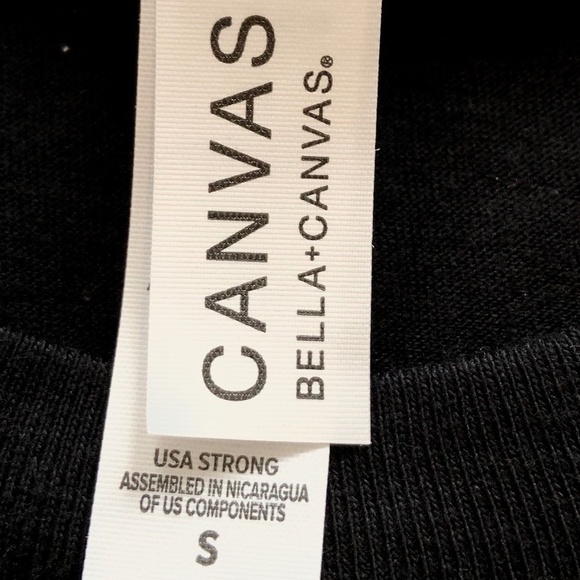 CANVAS
BELLA+CANVAS®
USA STRONG
ASSEMBLED IN NICARAGUA
OF US COMPONENTS
S